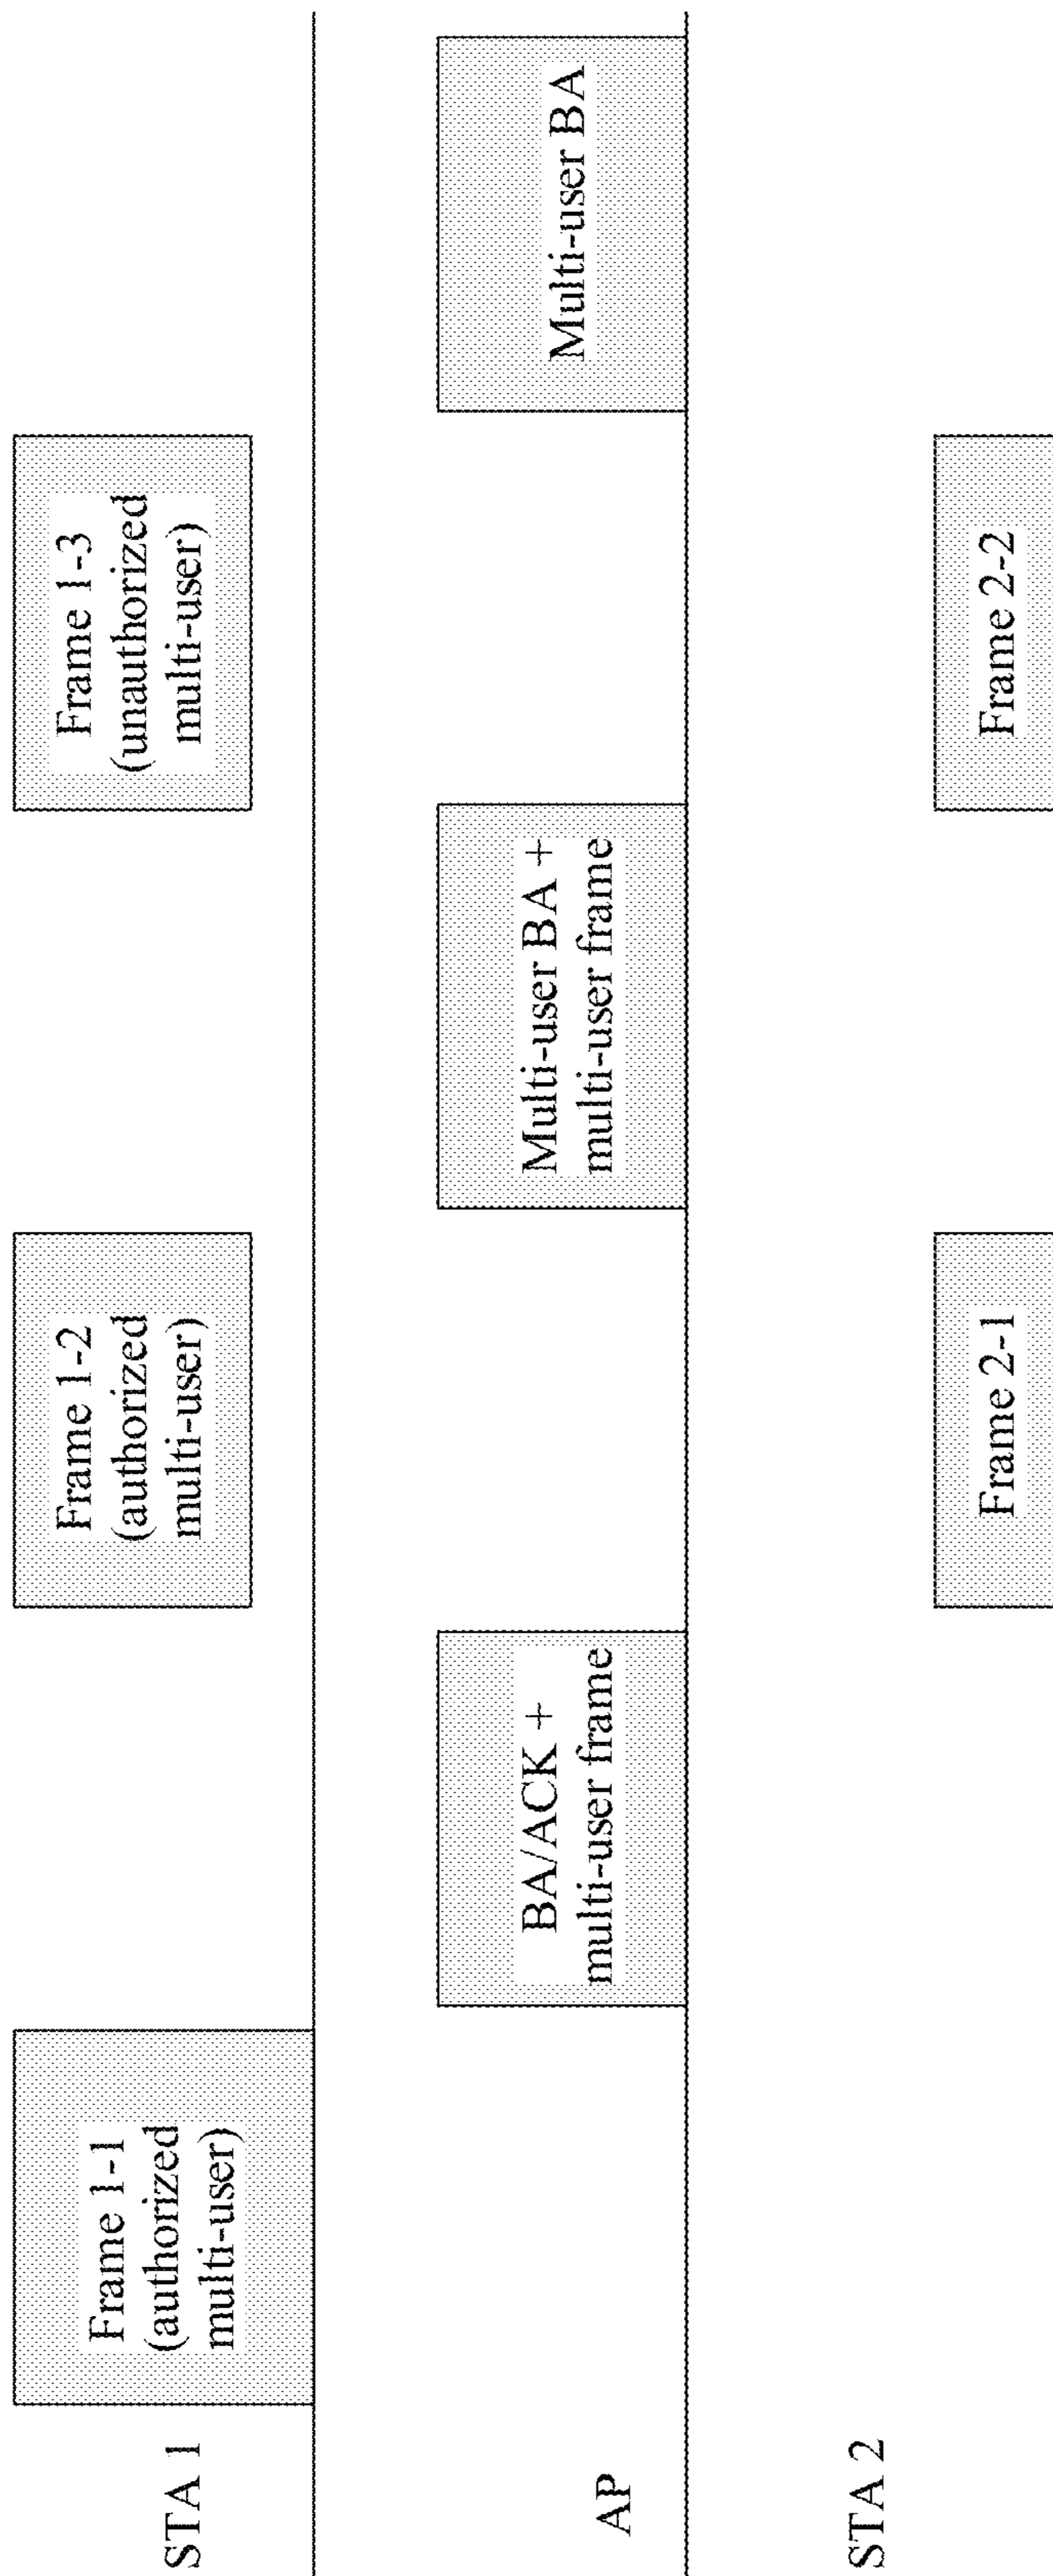 STA 1
Frame 1-1
(authorized
multi-user)
Frame 1-2
(authorized
multi-user)
Frame 1-3
(unauthorized
multi-user)
AP
BA/ACK +
multi-user frame
Multi-user BA +
multi-user frame
Multi-user BA
STA 2
Frame 2-1
Frame 2-2